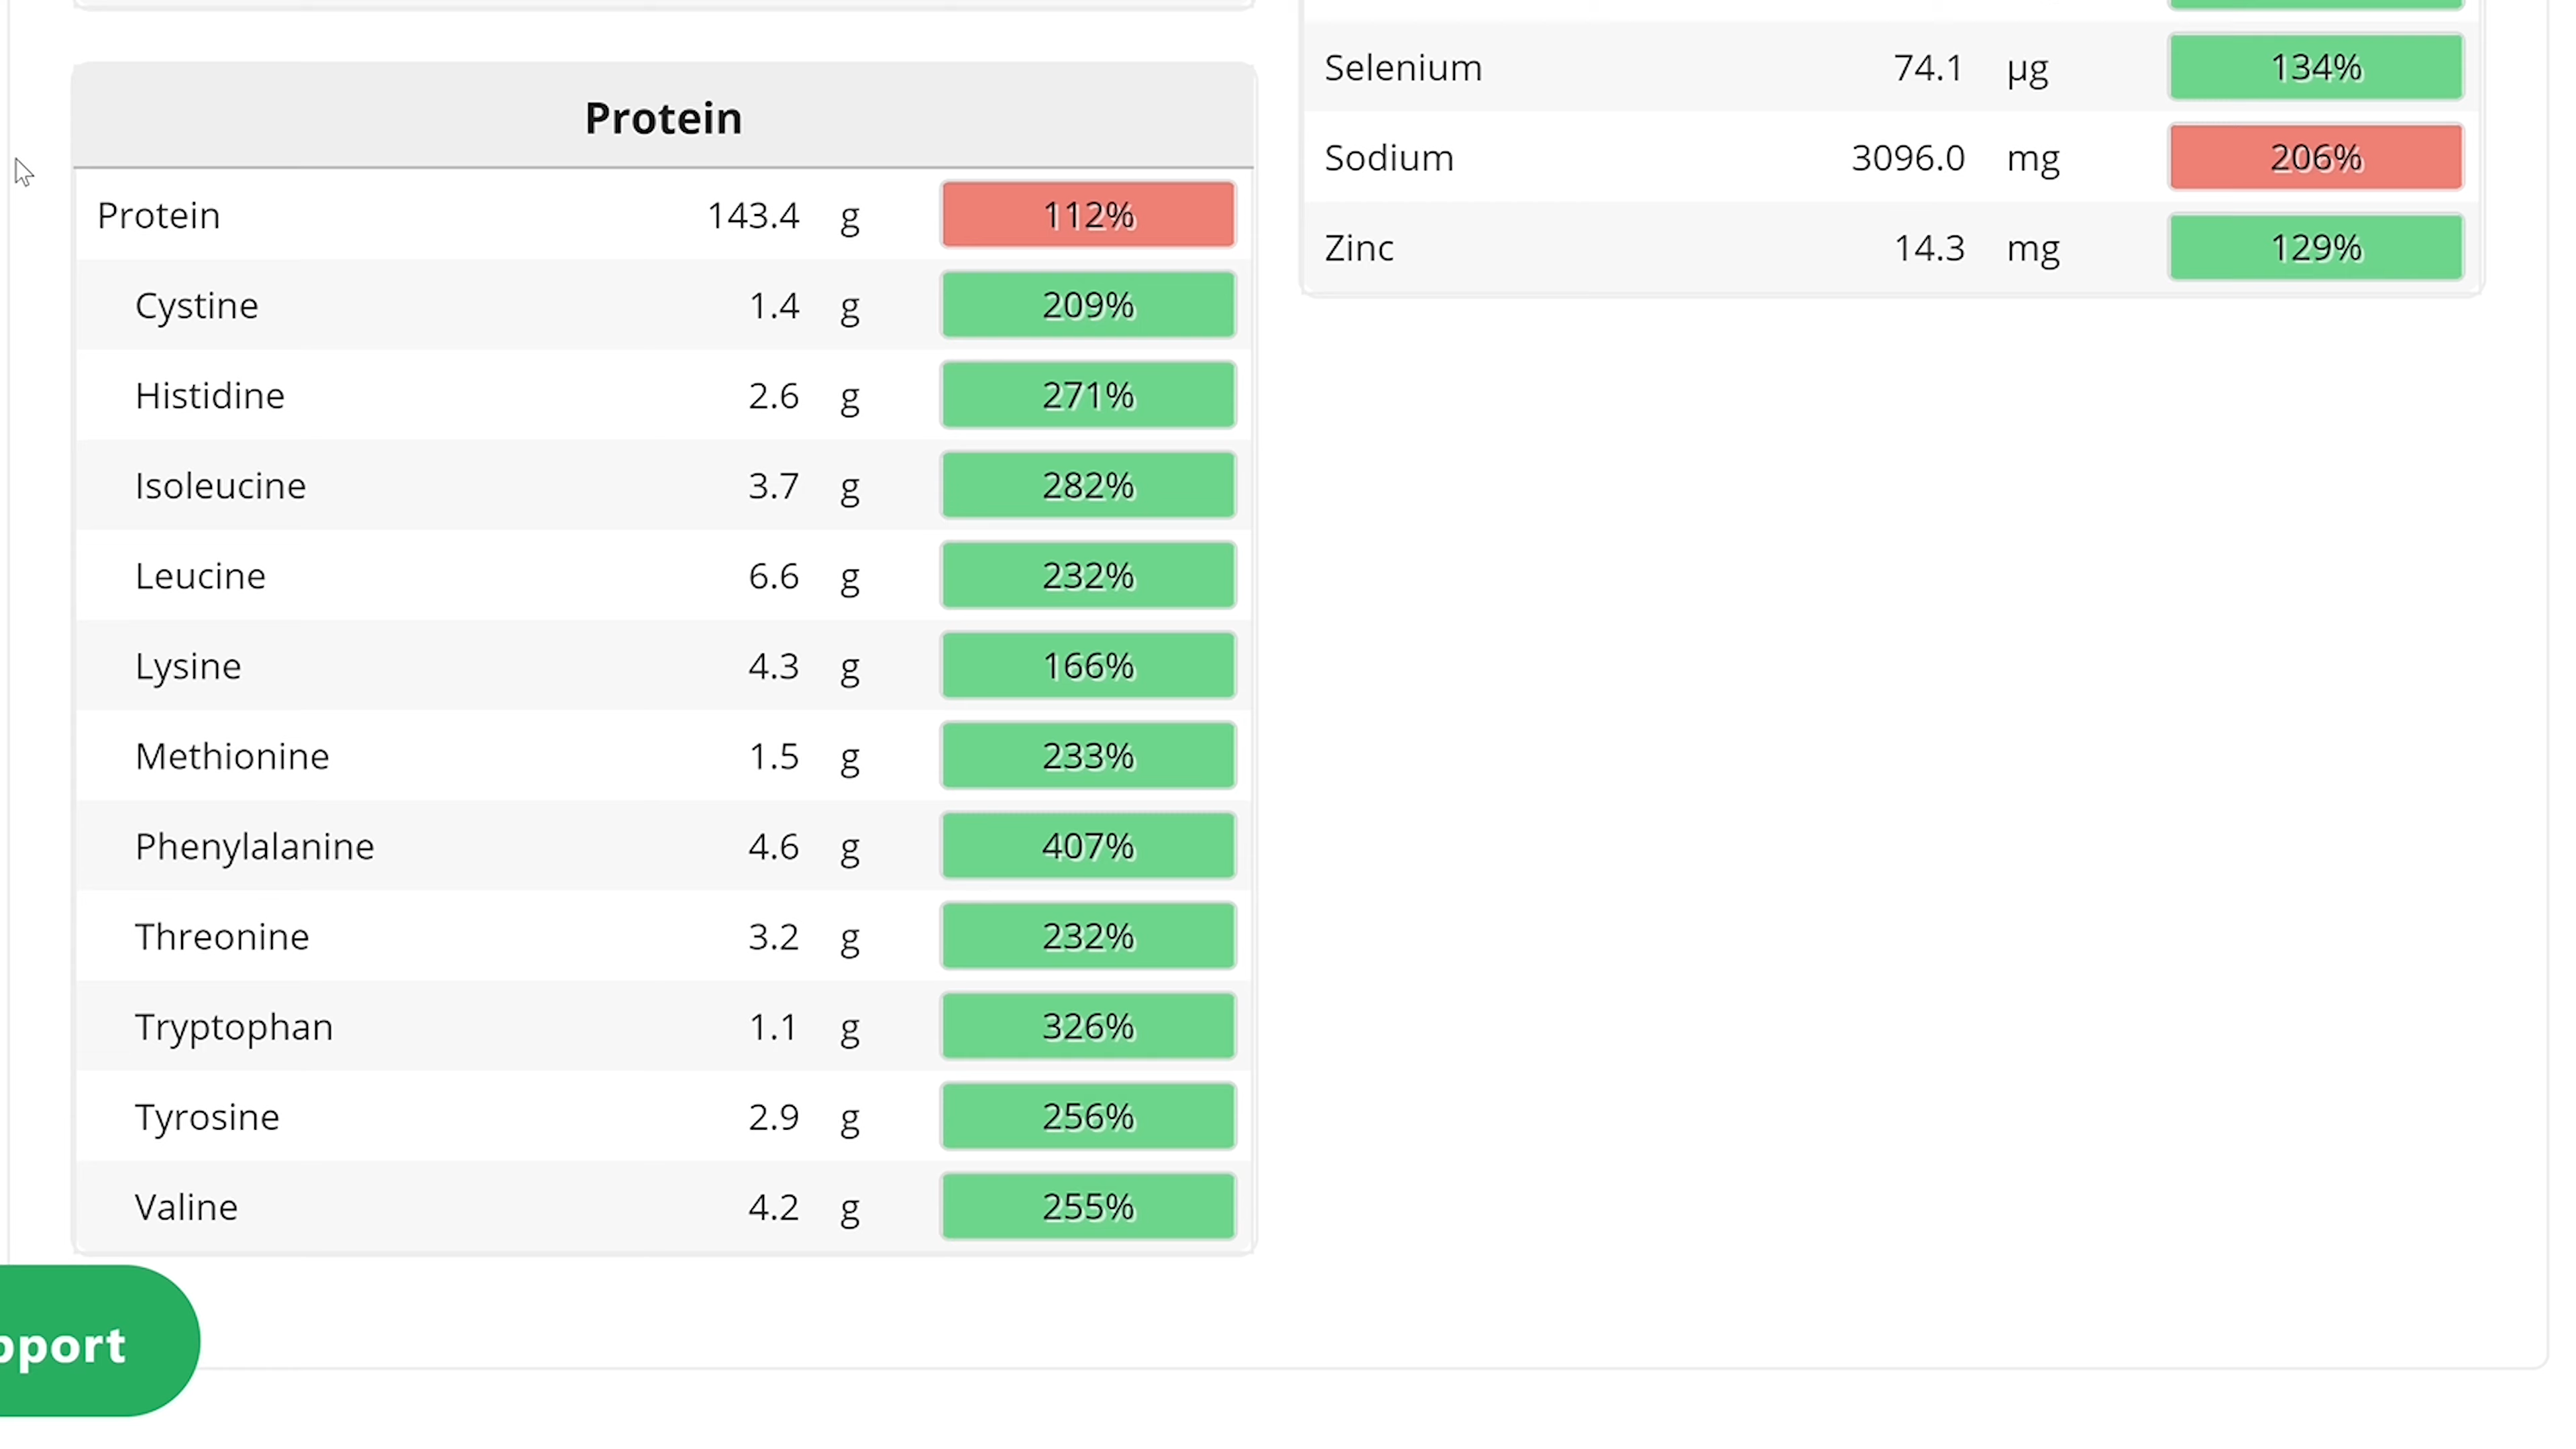 Protein
Protein 143.4 g 112%
Cystine 1.4 g 209%
Histidine 2.6 g 271%
Isoleucine 3.7 g 282%
Leucine 6.6 g 232%
Lysine 4.3 g 166%
Methionine 1.5 g 233%
Phenylalanine 4.6 g 407%
Threonine 3.2 g 232%
Tryptophan 1.1 g 326%
Tyrosine 2.9 g 256%
Valine 4.2 g 255%
Selenium 74.1 µg 134%
Sodium 3096.0 mg 206%
Zinc 14.3 mg 129%
pport